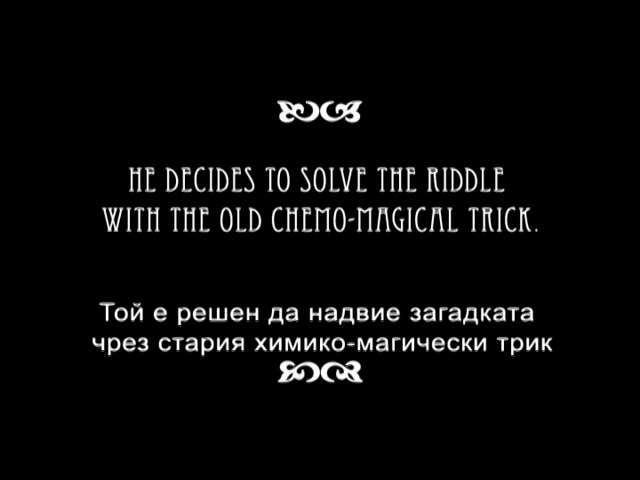 HE DECIDES TO SOLVE THE RIDDLE
WITH THE OLD CHEMO-MAGICAL TRICK.
Той е решен да надвие загадката
чрез стария химико-магически трик